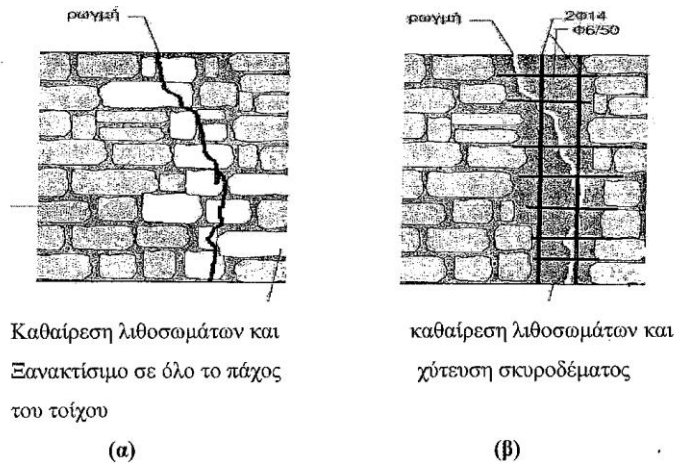 ρωγμή
ρωγμή
2Φ14
Φ6/50
Καθαίρεση λιθοσωμάτων και
Ξανακτίσιμο σε όλο το πάχος
του τοίχου
(α)
καθαίρεση λιθοσωμάτων και
χύτευση σκυροδέματος
(β)